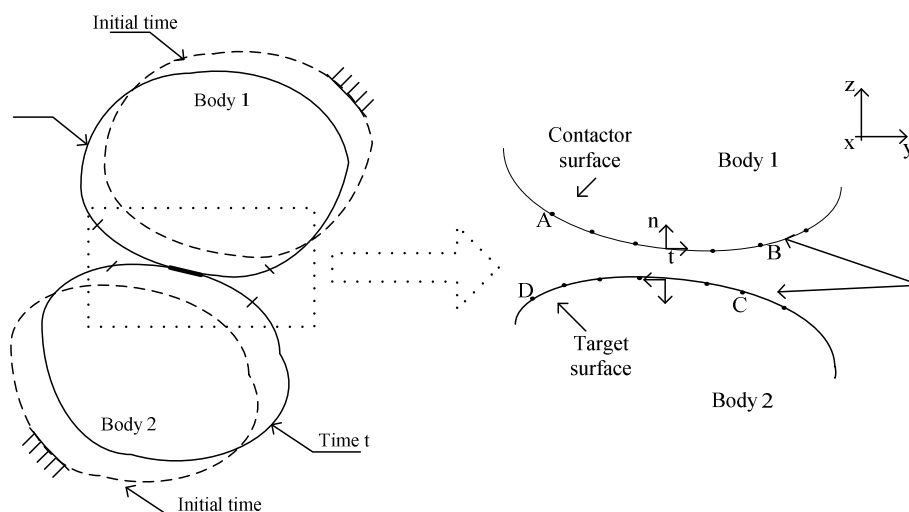 Initial time
Body 1
Body 2
Time t
Initial time
Contactor
surface
Body 1
z
x
y
A
n
t
B
D
C
Target
surface
Body 2